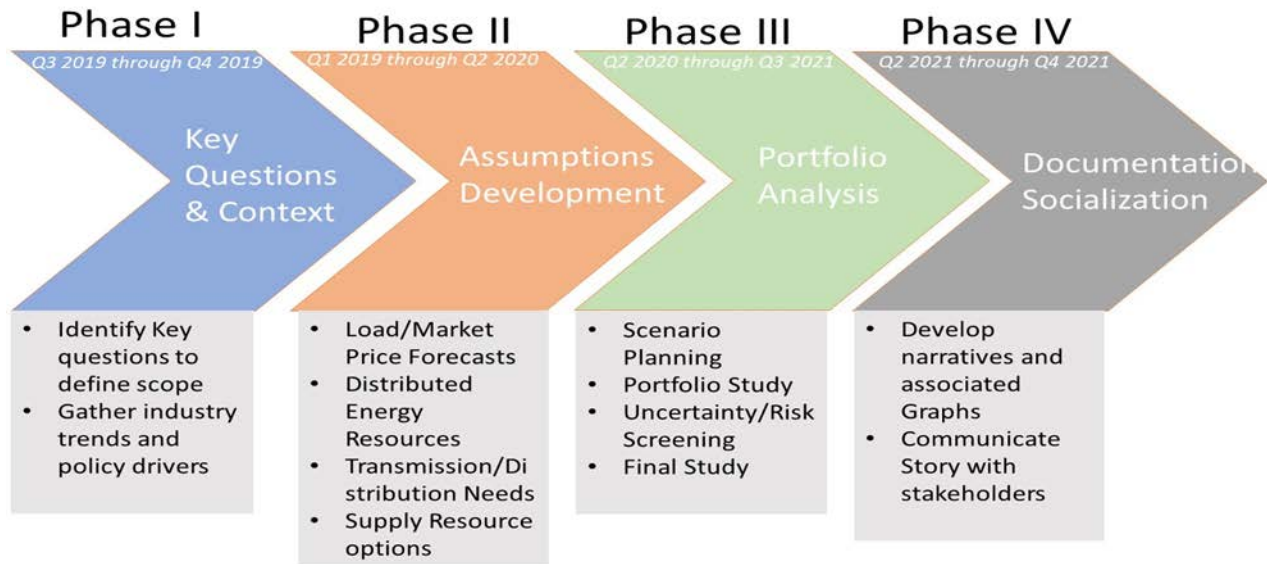 Phase I
Q3 2019 through Q4 2019
Key
Questions
& Context
• Identify Key
questions to
define scope
• Gather industry
trends and
policy drivers
Phase II
Q1 2019 through Q2 2020
Assumptions
Development
• Load/Market
Price Forecasts
• Distributed
Energy
Resources
• Transmission/Di
stribution Needs
• Supply Resource
options
Phase III
Q2 2020 through Q3 2021
Portfolio
Analysis
• Scenario
Planning
• Portfolio Study
• Uncertainty/Risk
Screening
• Final Study
Phase IV
Q2 2021 through Q4 2021
Documentation
Socialization
• Develop
narratives and
associated
Graphs
• Communicate
Story with
stakeholders